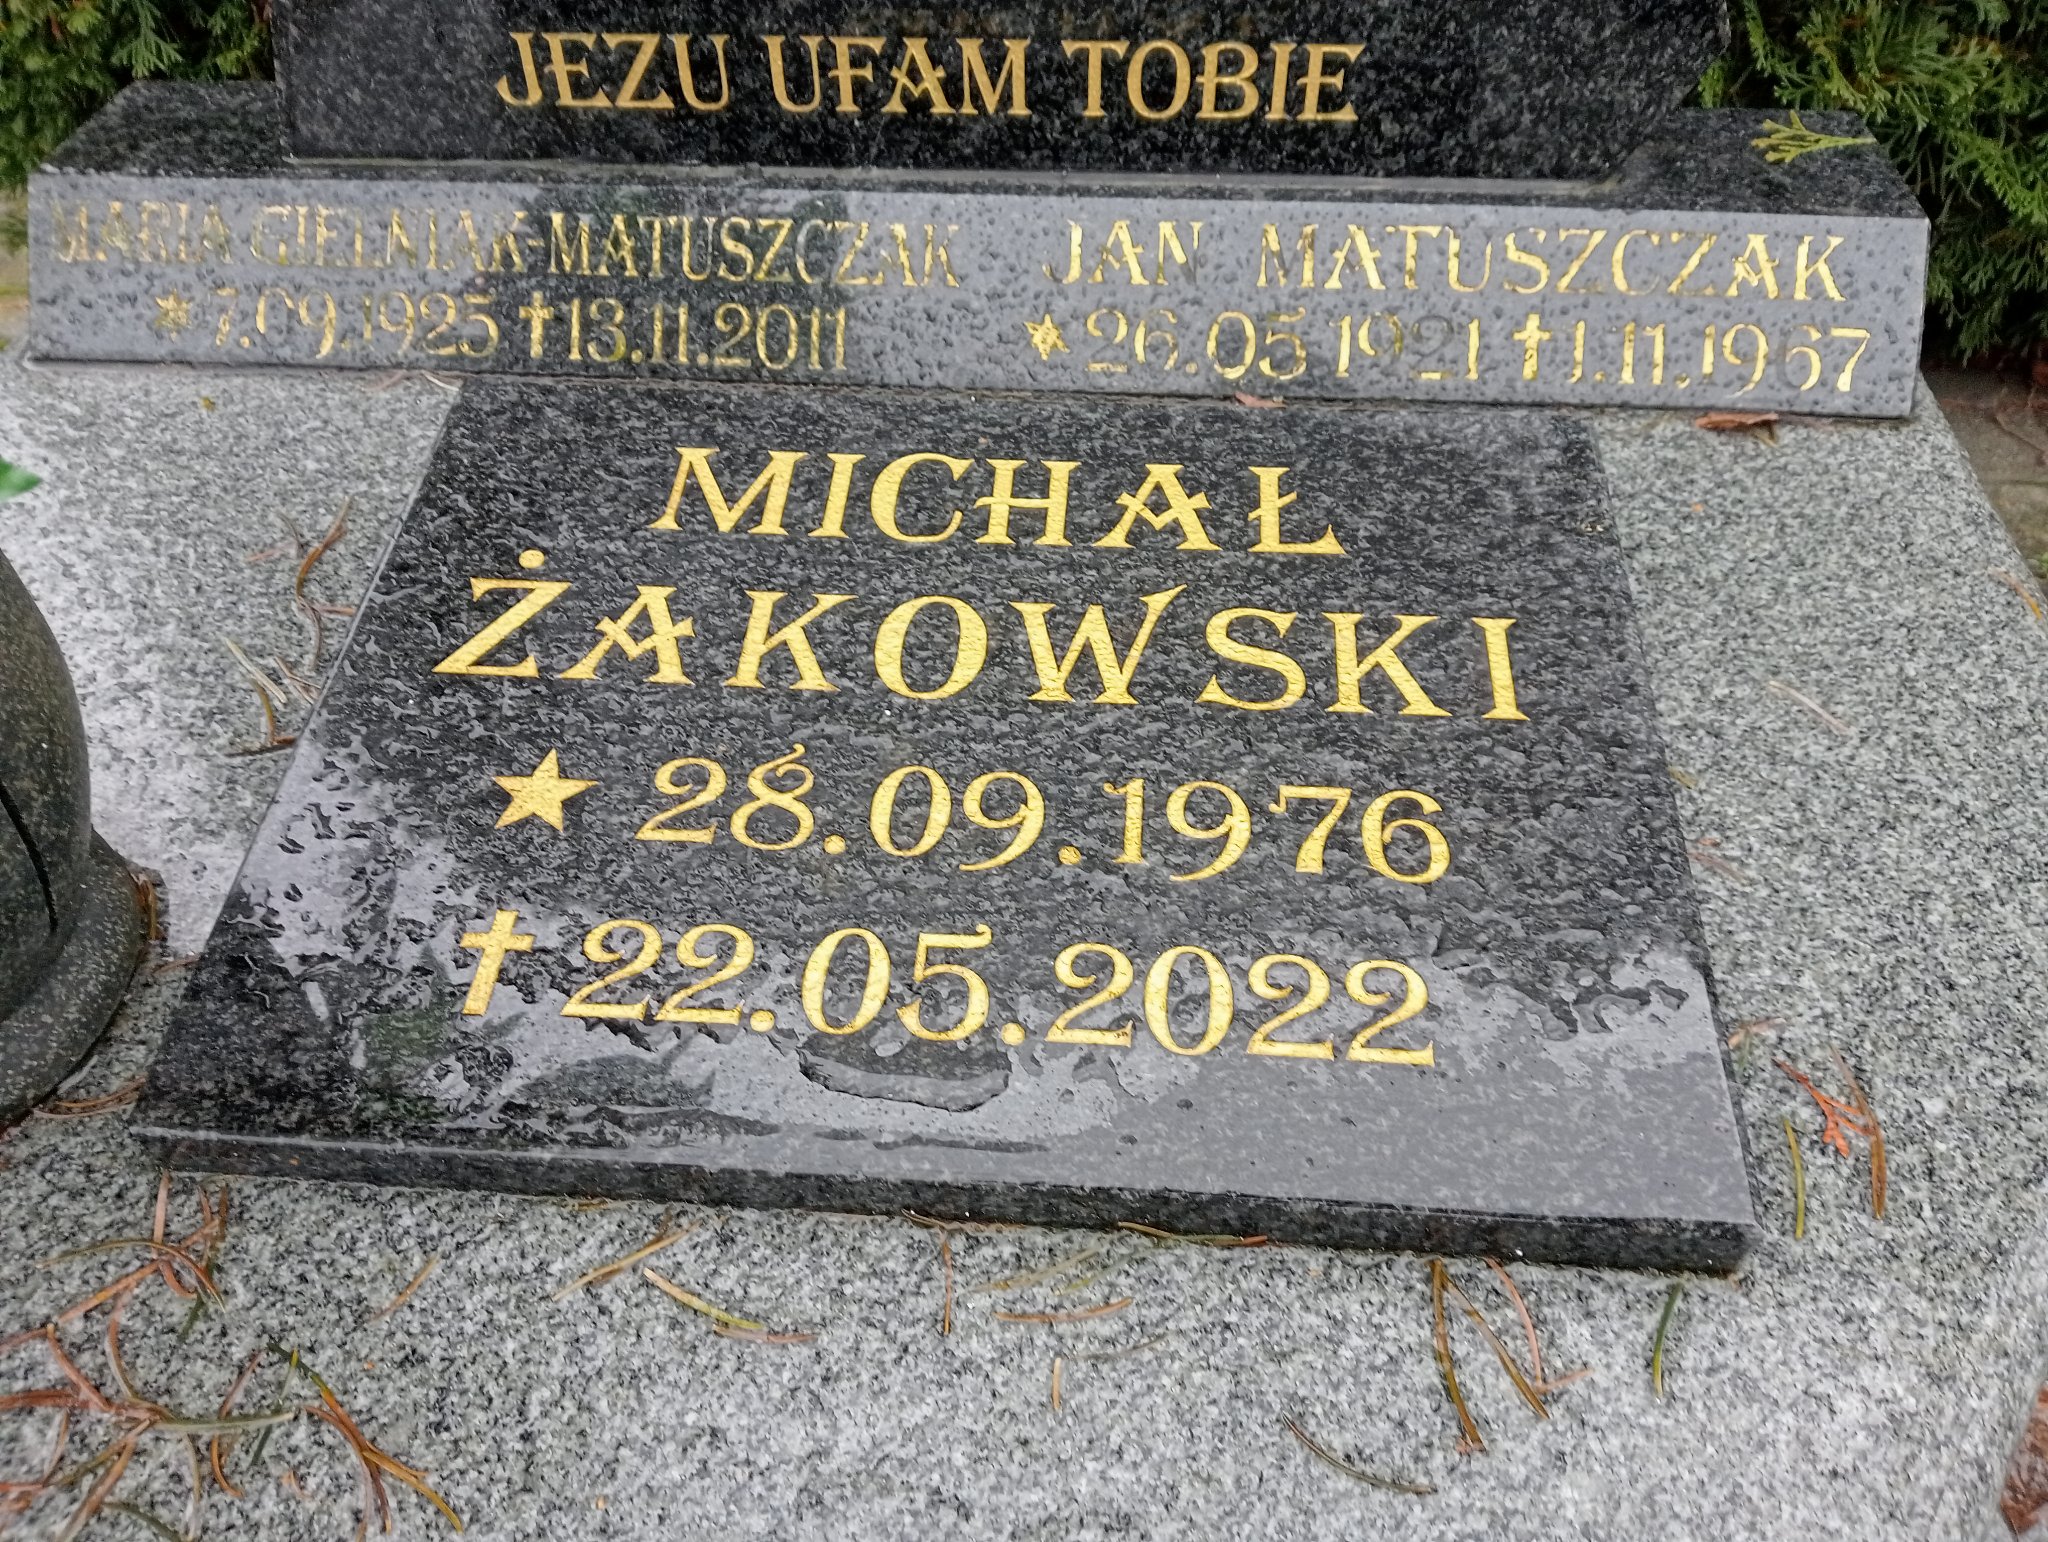 JEZU UFAM TOBIE
MARIA GIELNIAK-MATUSZCZAK
* 7.09.1925 † 13.11.2011
JAN MATUSZCZAK
* 26.05 1921 † 1.11.1967
MICHAŁ
ŻAKOWSKI
★ 28.09.1976
† 22.05.2022